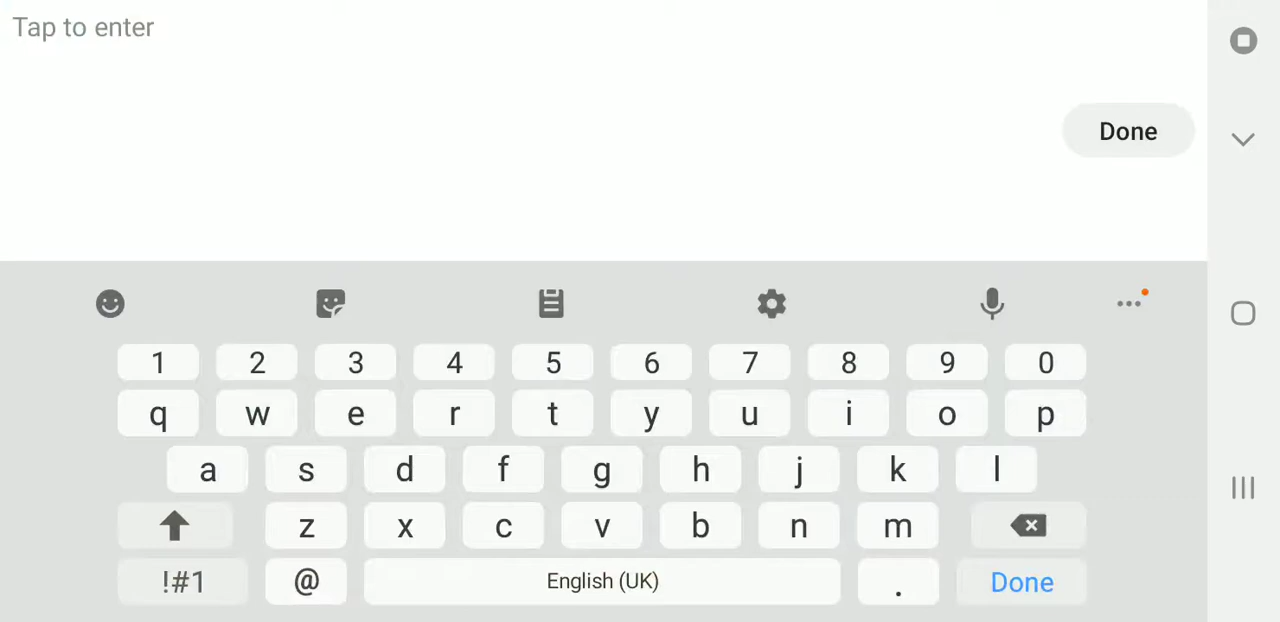 Tap to enter
Done
1 2 3 4 5 6 7 8 9 0
q w e r t y u i o p
a s d f g h j k l
z x c v b n m
!#1 @ English (UK) . Done